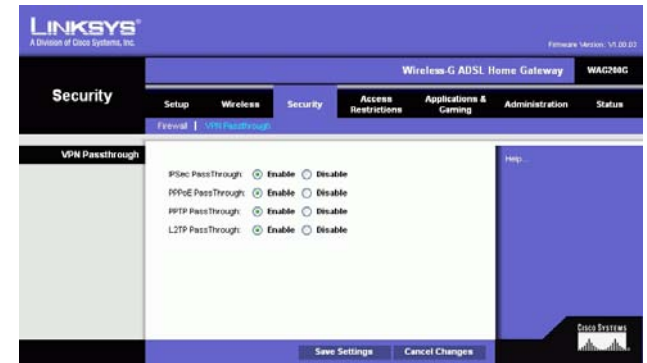 LINKSYS®
A Division of Cisco Systems, Inc.
Firmware Version: V1.00.03
Wireless-G ADSL Home Gateway WAG200G
Security
Setup Wireless Security Access Restrictions Applications & Gaming Administration Status
Firewall | VPN Passthrough
VPN Passthrough
Help...
IPSec PassThrough: Enable Disable
PPPoE PassThrough: Enable Disable
PPTP PassThrough: Enable Disable
L2TP PassThrough: Enable Disable
CISCO SYSTEMS
Save Settings Cancel Changes